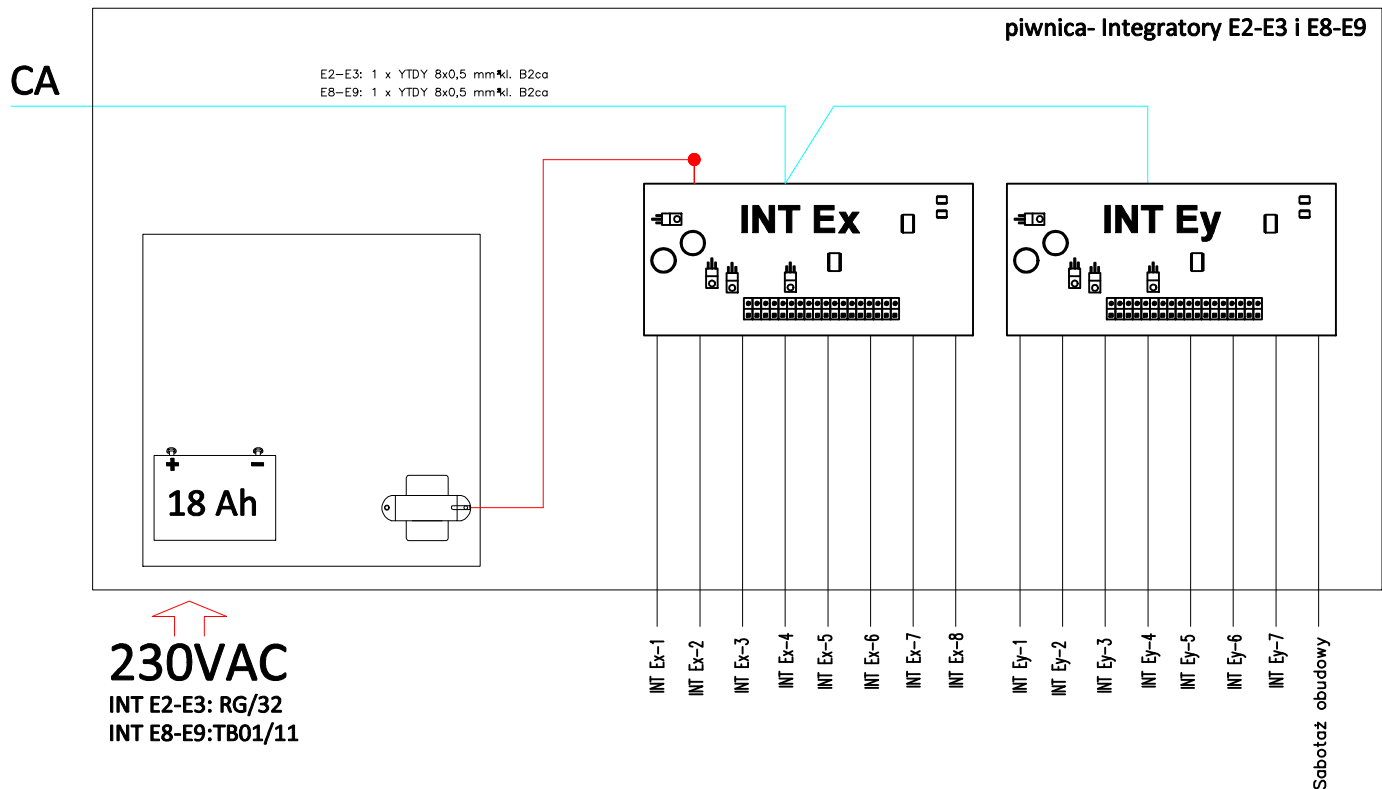 piwnica- Integratory E2-E3 i E8-E9
CA
E2-E3: 1 x YTDY 8x0,5 mm² kl. B2ca
E8-E9: 1 x YTDY 8x0,5 mm² kl. B2ca
INT Ex
INT Ey
+ −
18 Ah
230VAC
INT E2-E3: RG/32
INT E8-E9:TB01/11
INT Ex-1
INT Ex-2
INT Ex-3
INT Ex-4
INT Ex-5
INT Ex-6
INT Ex-7
INT Ex-8
INT Ey-1
INT Ey-2
INT Ey-3
INT Ey-4
INT Ey-5
INT Ey-6
INT Ey-7
Sabotaż obudowy